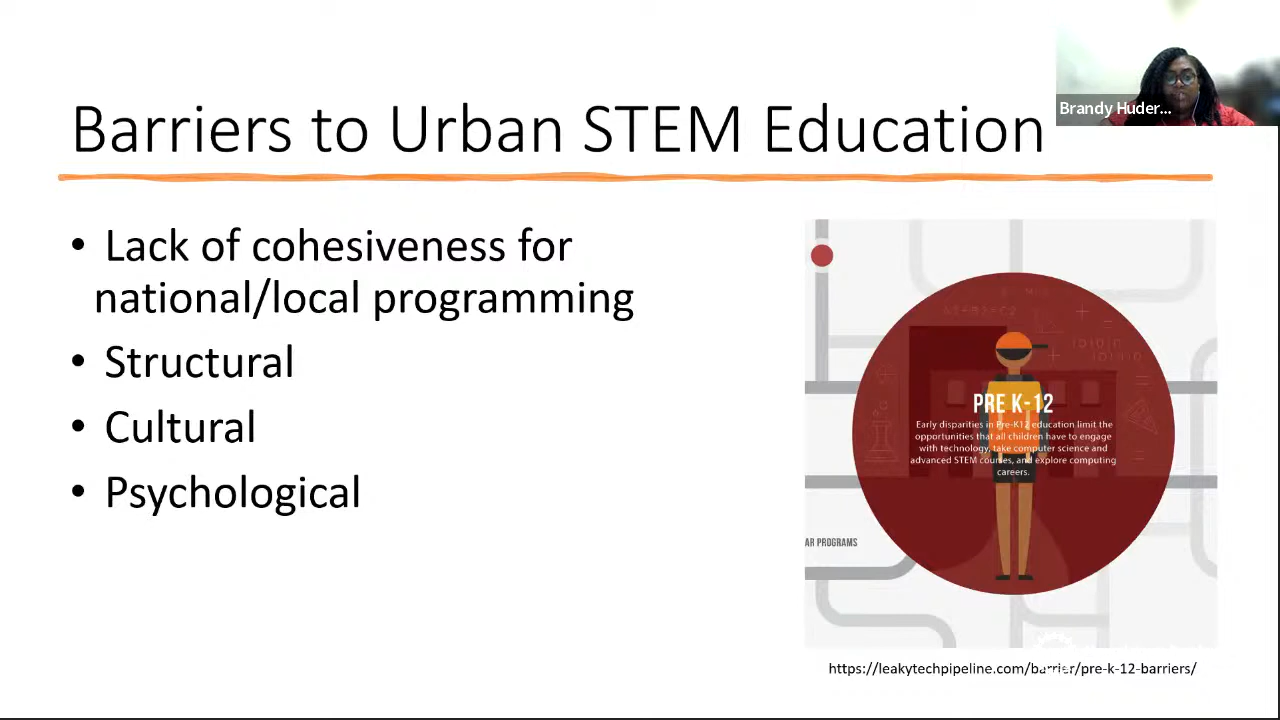 Brandy Huder...
Barriers to Urban STEM Education
• Lack of cohesiveness for
national/local programming
• Structural
• Cultural
• Psychological
PRE K-12
Early disparities in Pre-K12 education limit the
opportunities that all children have to engage
with technology, take computer science and
advanced STEM courses, and explore computing
careers.
AR PROGRAMS
https://leakytechpipeline.com/barrier/pre-k-12-barriers/